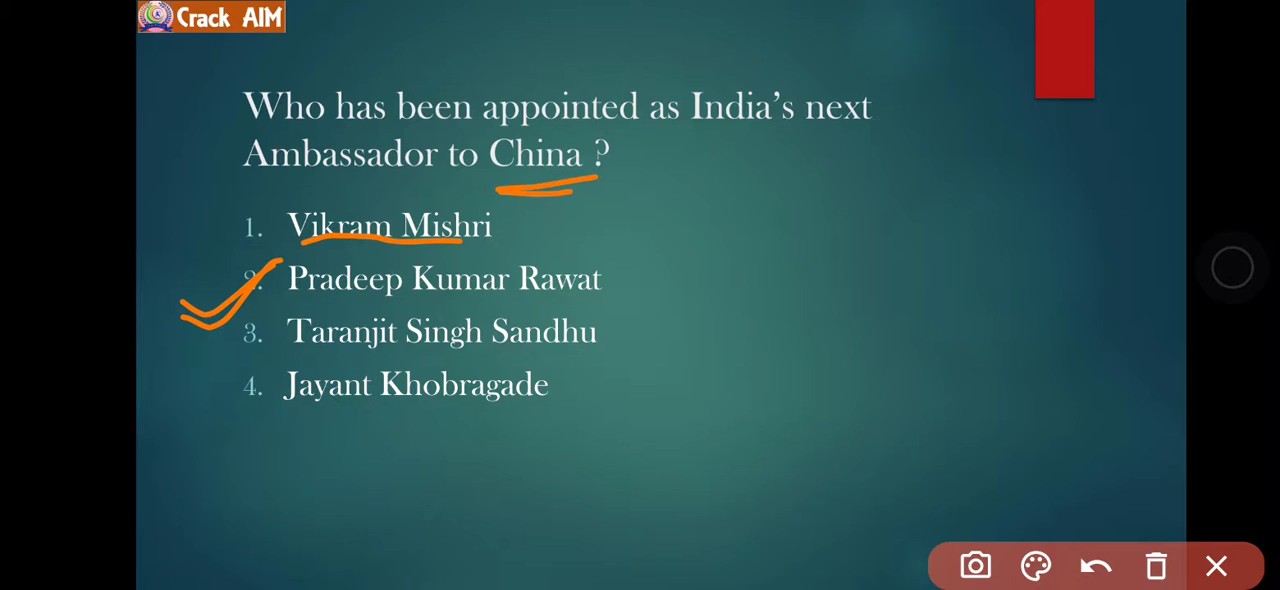 Crack AIM
Who has been appointed as India's next
Ambassador to China ?
1. Vikram Mishri
2. Pradeep Kumar Rawat
3. Taranjit Singh Sandhu
4. Jayant Khobragade